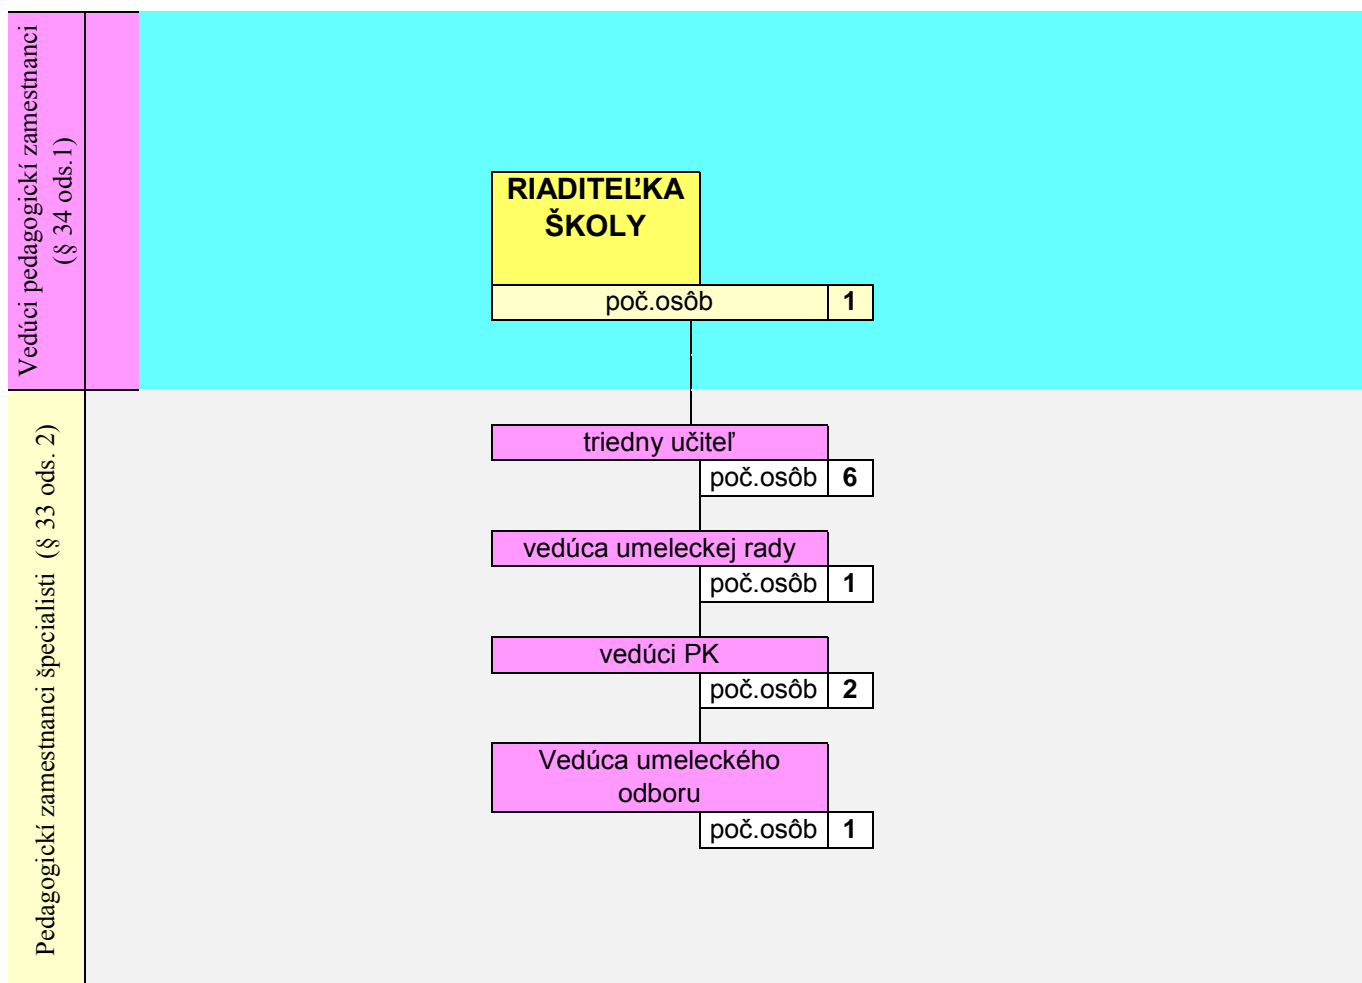 Vedúci pedagogickí zamestnanci
(§ 34 ods.1)
RIADITEĽKA
ŠKOLY
poč.osôb 1
Pedagogickí zamestnanci špecialisti (§ 33 ods. 2)
triedny učiteľ
poč.osôb 6
vedúca umeleckej rady
poč.osôb 1
vedúci PK
poč.osôb 2
Vedúca umeleckého
odboru
poč.osôb 1